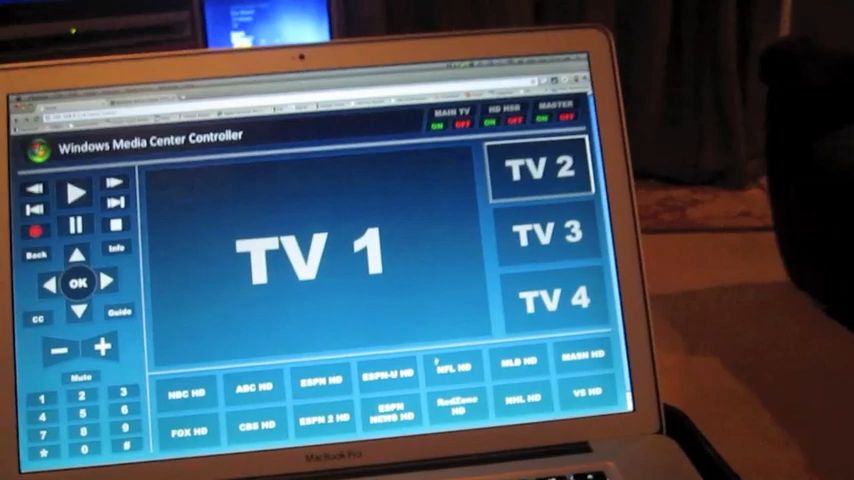 Windows Media Center Controller
MAIN TV
ON OFF
HD HSR
ON OFF
MASTER
ON OFF
Back
Info
OK
CC
Guide
Mute
1 2 3
4 5 6
7 8 9
* 0 #
TV 1
TV 2
TV 3
TV 4
NBC HD
ABC HD
ESPN HD
ESPN-U HD
NFL HD
MLB HD
MASN HD
FOX HD
CBS HD
ESPN 2 HD
ESPN
NEWS HD
RedZone
HD
NHL HD
VS HD
MacBook Pro